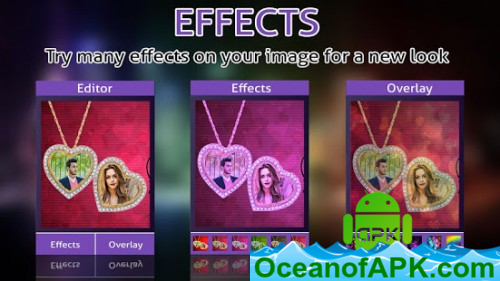 EFFECTS
Try many effects on your image for a new look
Editor
Effects
Overlay
Effects
Overlay
APK
OceanofAPK.com
Effects
Overlay